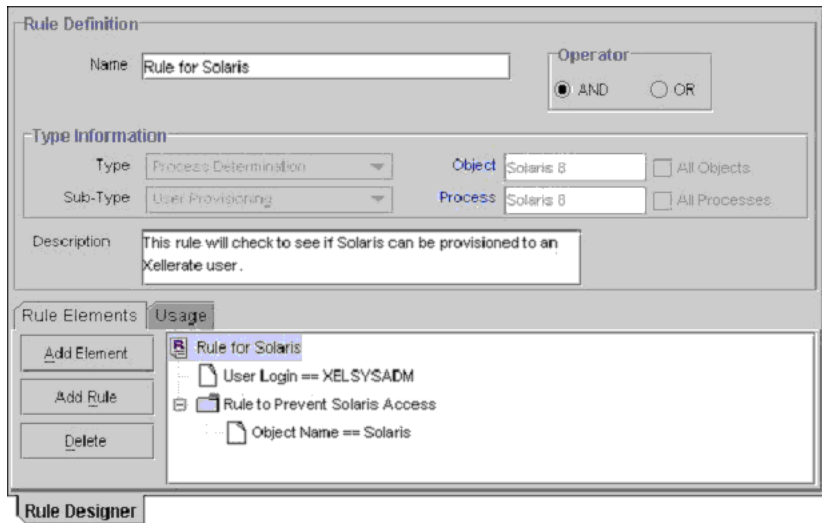 Rule Definition
Name Rule for Solaris
Operator
AND OR
Type Information
Type Process Determination Object Solaris 8 All Objects
Sub-Type User Provisioning Process Solaris 8 All Processes
Description This rule will check to see if Solaris can be provisioned to an
Xellerate user.
Rule Elements Usage
Add Element
Add Rule
Delete
Rule for Solaris
User Login == XELSYSADM
Rule to Prevent Solaris Access
Object Name == Solaris
Rule Designer